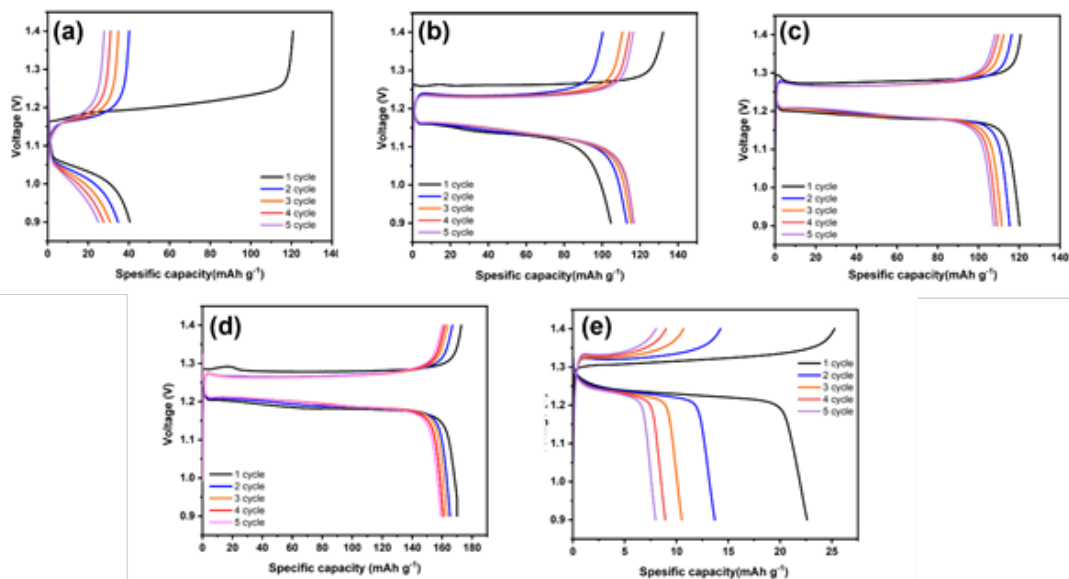 (a)
1.4
1.3
1.2
1.1
1.0
0.9
Voltage (V)
1 cycle
2 cycle
3 cycle
4 cycle
5 cycle
0 20 40 60 80 100 120 140
Spesific capacity(mAh g⁻¹)
(b)
1.4
1.3
1.2
1.1
1.0
0.9
Voltage (V)
1 cycle
2 cycle
3 cycle
4 cycle
5 cycle
0 20 40 60 80 100 120 140
Spesific capacity(mAh g⁻¹)
(c)
1.4
1.3
1.2
1.1
1.0
0.9
Voltage (V)
1 cycle
2 cycle
3 cycle
4 cycle
5 cycle
0 20 40 60 80 100 120 140
Spesific capacity(mAh g⁻¹)
(d)
1.4
1.3
1.2
1.1
1.0
0.9
Voltage (V)
1 cycle
2 cycle
3 cycle
4 cycle
5 cycle
0 20 40 60 80 100 120 140 160 180
Specific capacity (mAh g⁻¹)
(e)
1.4
1.3
1.2
1.1
1.0
0.9
1 cycle
2 cycle
3 cycle
4 cycle
5 cycle
0 5 10 15 20 25
Spesific capacity(mAh g⁻¹)